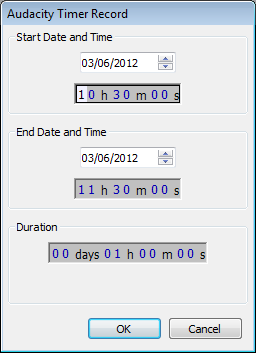 Audacity Timer Record
Start Date and Time
03/06/2012
10 h 30 m 00 s
End Date and Time
03/06/2012
11 h 30 m 00 s
Duration
00 days 01 h 00 m 00 s
OK Cancel